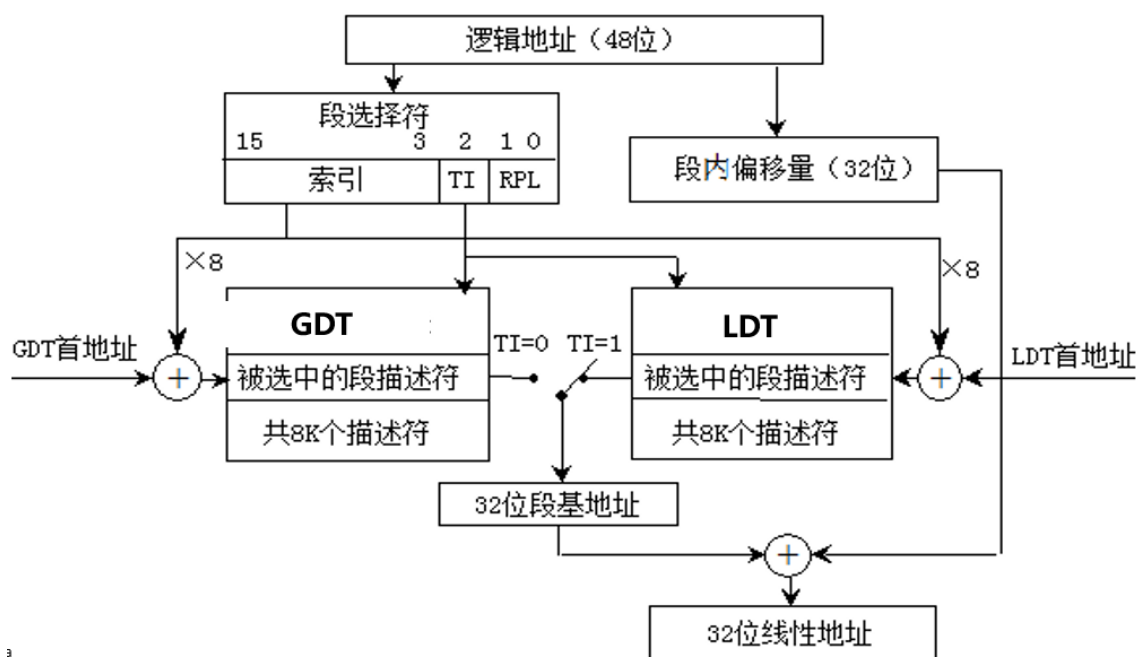 逻辑地址（48位）
段选择符
15 3 2 1 0
索引 TI RPL
段内偏移量（32位）
×8
×8
GDT
LDT
GDT首地址
TI=0 TI=1
LDT首地址
+
被选中的段描述符
被选中的段描述符
+
共8K个描述符
共8K个描述符
32位段基地址
+
32位线性地址
a